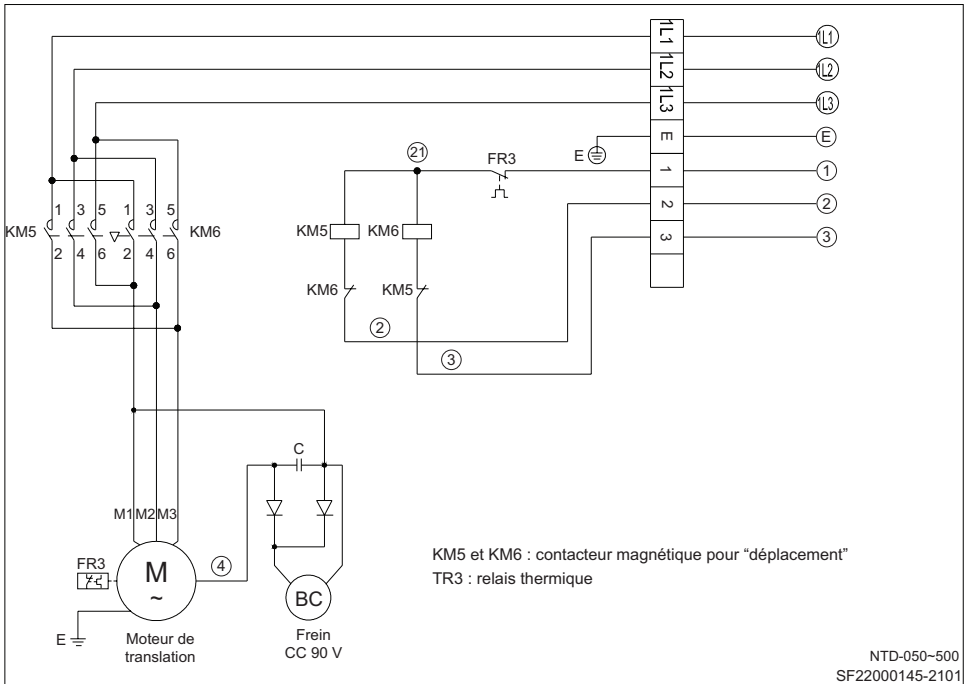 1L1 1L1
1L2 1L2
1L3 1L3
E E E
21 FR3 1 1
2 2
3 3
1 3 5 1 3 5
KM5 KM6
2 4 6 2 4 6
KM5 KM6
KM6 KM5
2
3
C
M1 M2 M3
FR3
M
~
4
BC
E
Moteur de
translation
Frein
CC 90 V
KM5 et KM6 : contacteur magnétique pour “déplacement”
TR3 : relais thermique
NTD-050~500
SF22000145-2101